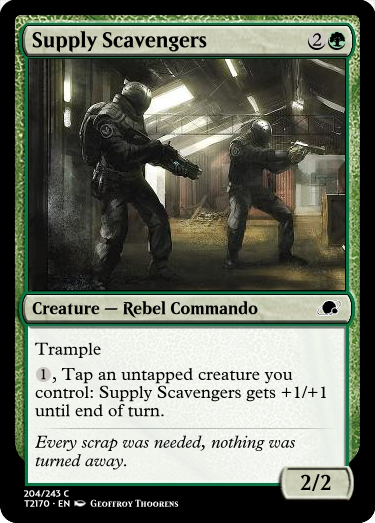 Supply Scavengers 2
Creature — Rebel Commando
Trample
1, Tap an untapped creature you
control: Supply Scavengers gets +1/+1
until end of turn.
Every scrap was needed, nothing was
turned away.
2/2
204/243 C
T2170 • EN Geoffroy Thoorens